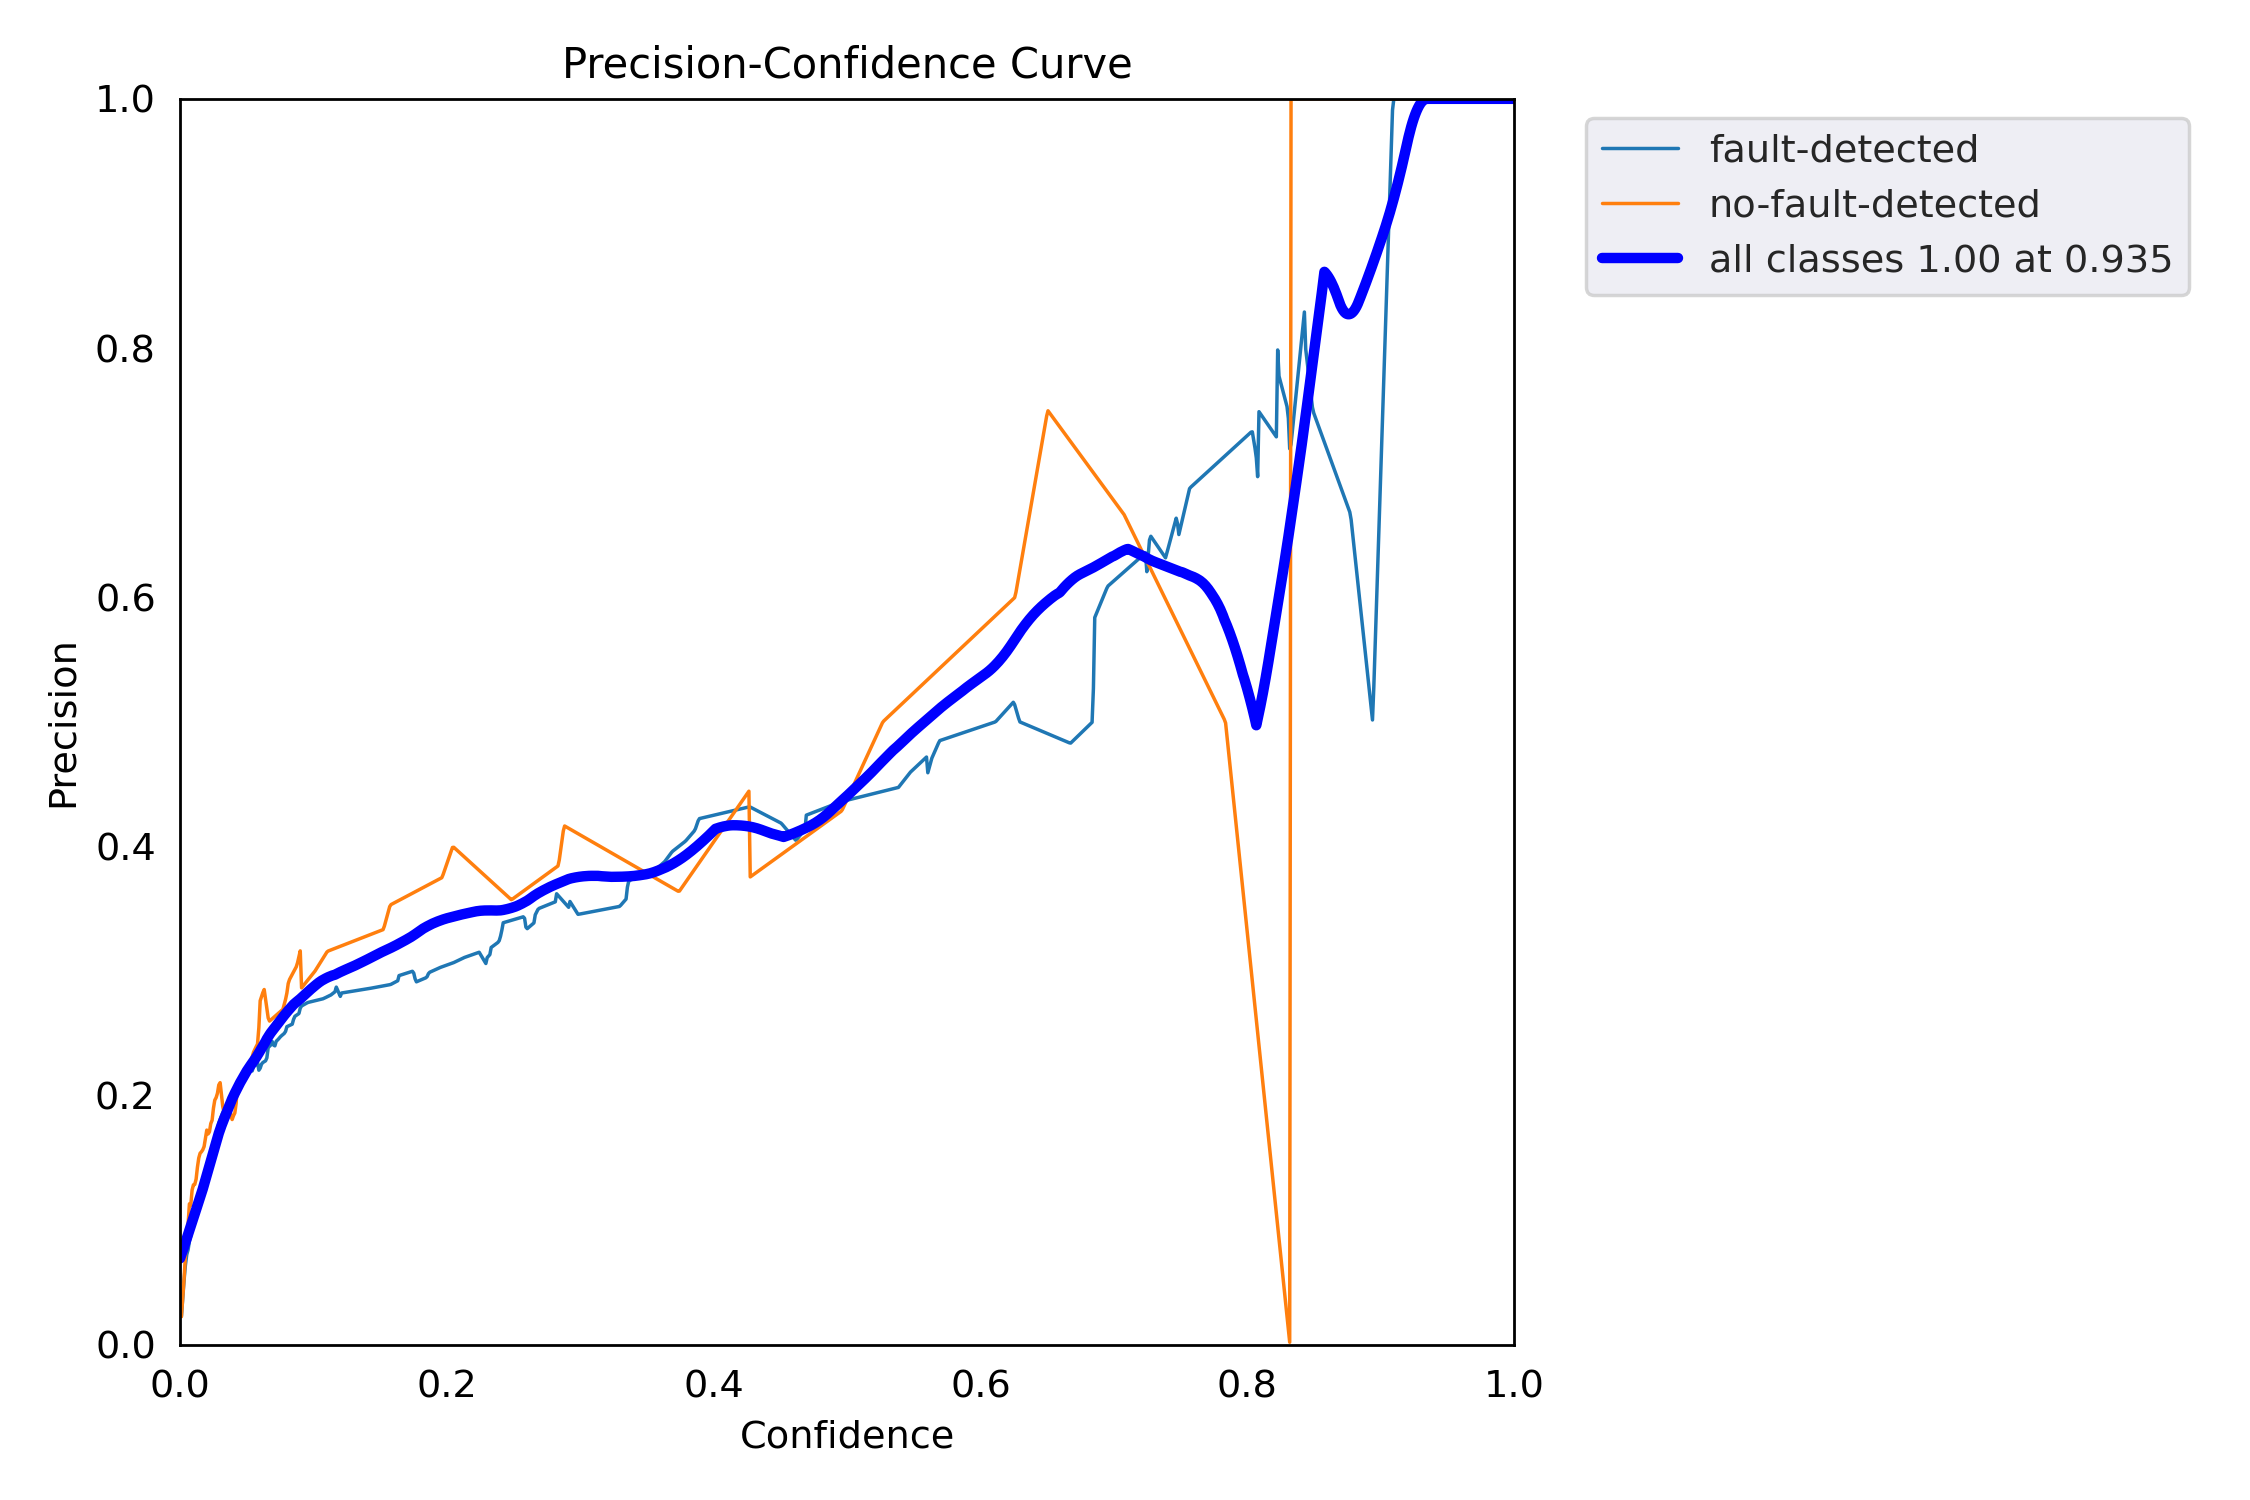 Precision-Confidence Curve
1.0
0.8
0.6
0.4
0.2
0.0
Precision
0.0 0.2 0.4 0.6 0.8 1.0
Confidence
fault-detected
no-fault-detected
all classes 1.00 at 0.935